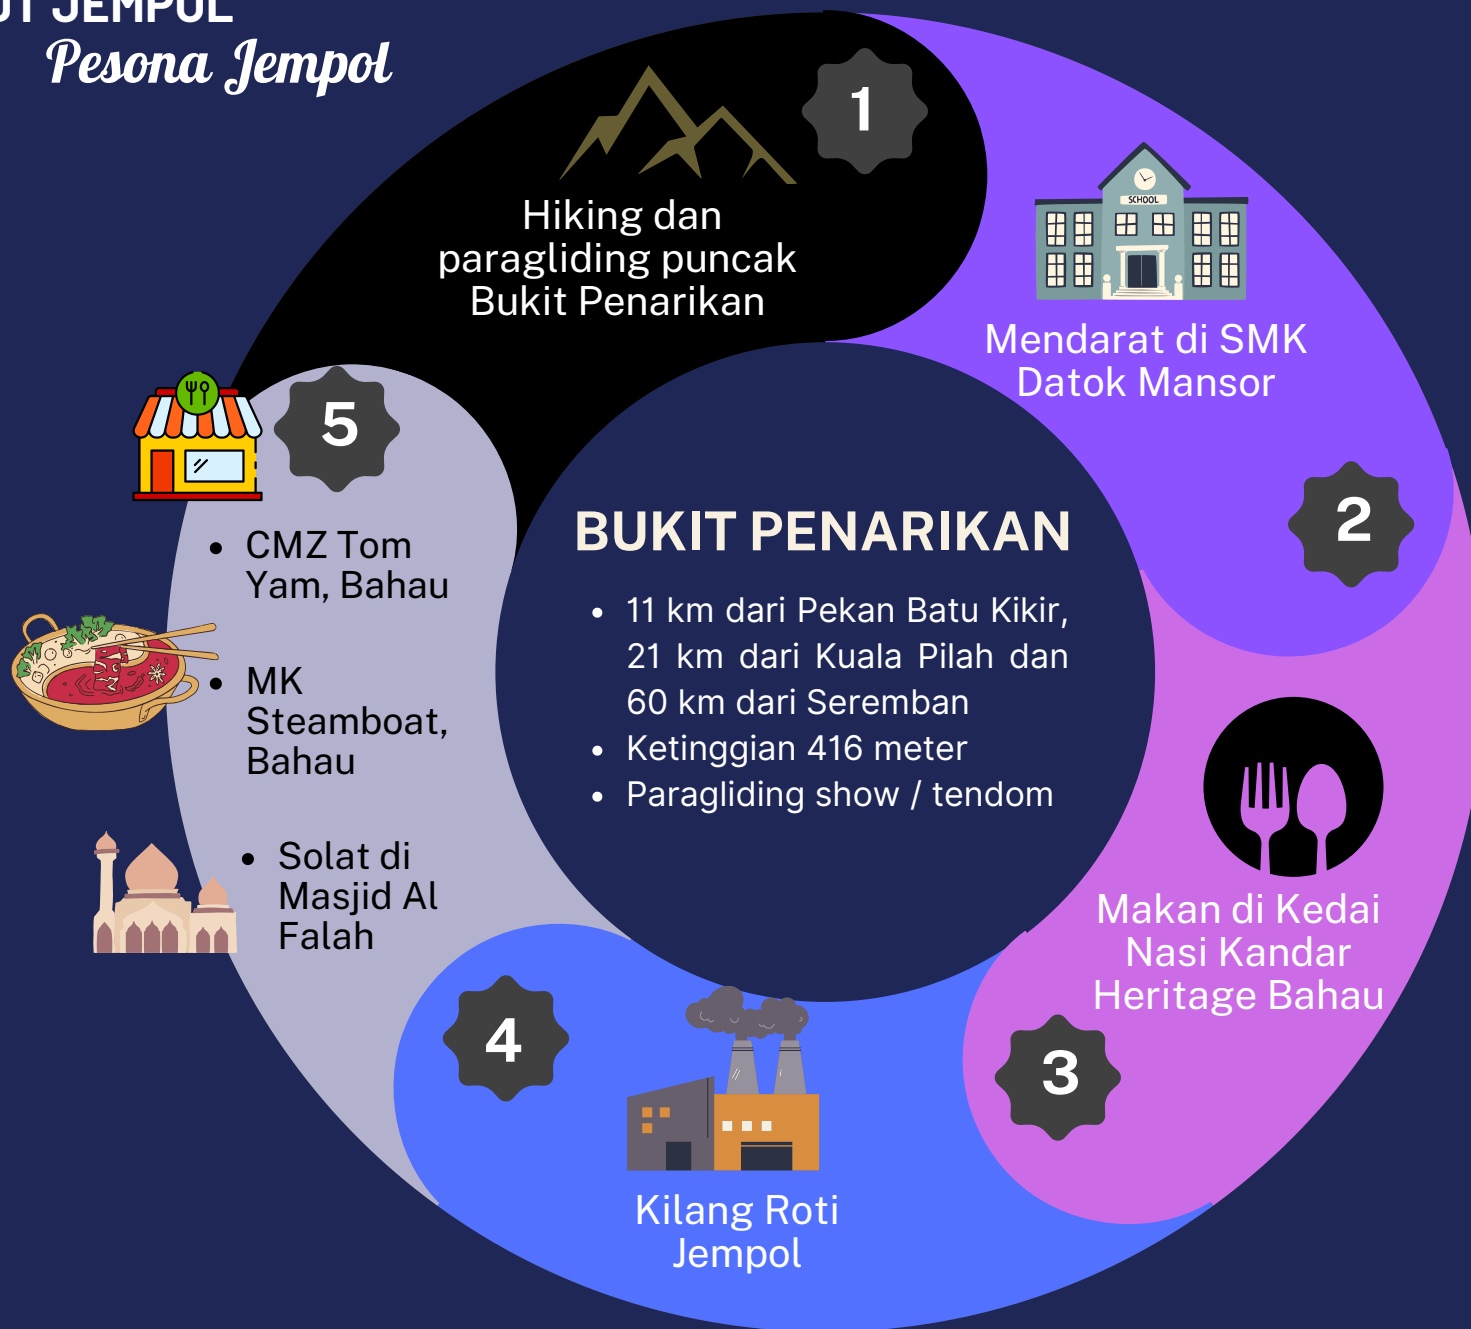 JEMPOL
Pesona Jempol
1
Hiking dan
paragliding puncak
Bukit Penarikan
SCHOOL
Mendarat di SMK
Datok Mansor
2
Makan di Kedai
Nasi Kandar
Heritage Bahau
3
Kilang Roti
Jempol
4
5
• CMZ Tom
Yam, Bahau
• MK
Steamboat,
Bahau
• Solat di
Masjid Al
Falah
BUKIT PENARIKAN
• 11 km dari Pekan Batu Kikir,
21 km dari Kuala Pilah dan
60 km dari Seremban
• Ketinggian 416 meter
• Paragliding show / tendom